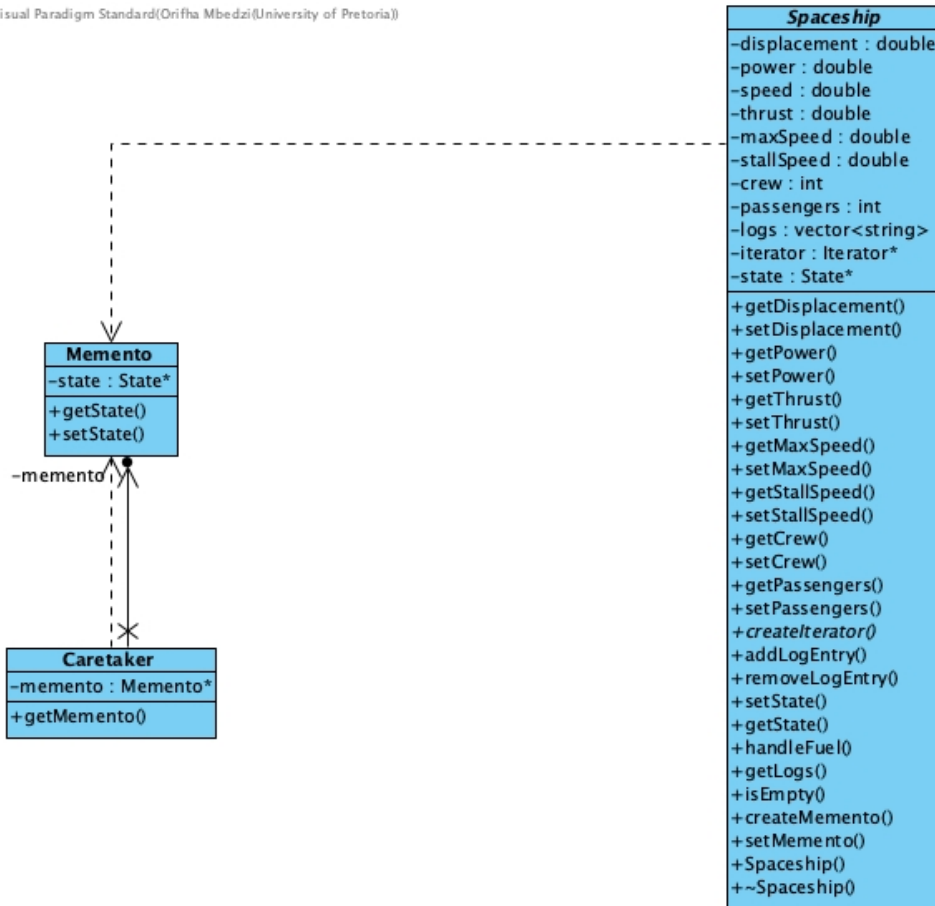 isual Paradigm Standard(Orifha Mbedzi(University of Pretoria))
Spaceship
-displacement : double
-power : double
-speed : double
-thrust : double
-maxSpeed : double
-stallSpeed : double
-crew : int
-passengers : int
-logs : vector<string>
-iterator : Iterator*
-state : State*
+getDisplacement()
+setDisplacement()
+getPower()
+setPower()
+getThrust()
+setThrust()
+getMaxSpeed()
+setMaxSpeed()
+getStallSpeed()
+setStallSpeed()
+getCrew()
+setCrew()
+getPassengers()
+setPassengers()
+createIterator()
+addLogEntry()
+removeLogEntry()
+setState()
+getState()
+handleFuel()
+getLogs()
+isEmpty()
+createMemento()
+setMemento()
+Spaceship()
+~Spaceship()
Memento
-state : State*
+getState()
+setState()
-memento
Caretaker
-memento : Memento*
+getMemento()